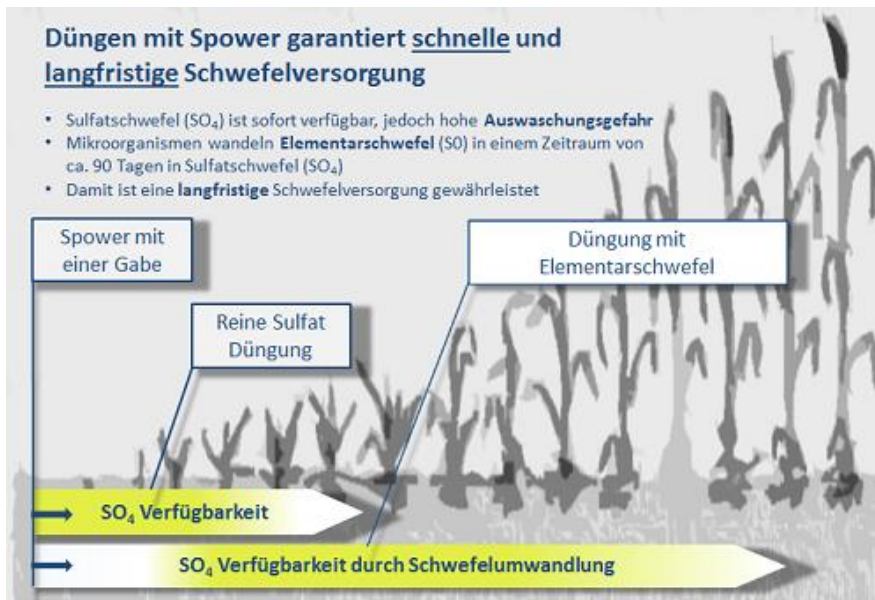 Düngen mit Spower garantiert schnelle und
langfristige Schwefelversorgung
• Sulfatschwefel (SO₄) ist sofort verfügbar, jedoch hohe Auswaschungsgefahr
• Mikroorganismen wandeln Elementarschwefel (S0) in einem Zeitraum von
ca. 90 Tagen in Sulfatschwefel (SO₄)
• Damit ist eine langfristige Schwefelversorgung gewährleistet
Spower mit
einer Gabe
Düngung mit
Elementarschwefel
Reine Sulfat
Düngung
SO₄ Verfügbarkeit
SO₄ Verfügbarkeit durch Schwefelumwandlung